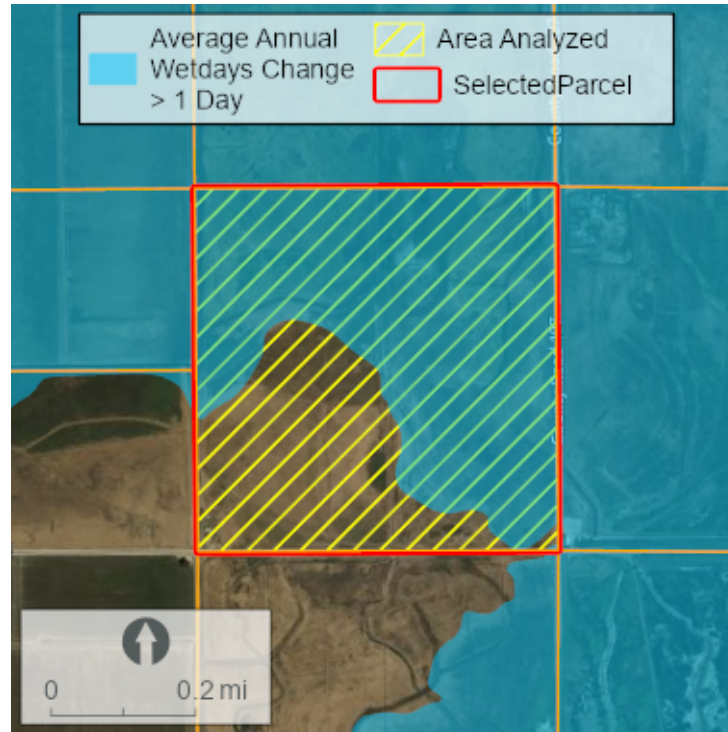 Average Annual
Wetdays Change
> 1 Day
Area Analyzed
SelectedParcel
0
0.2 mi